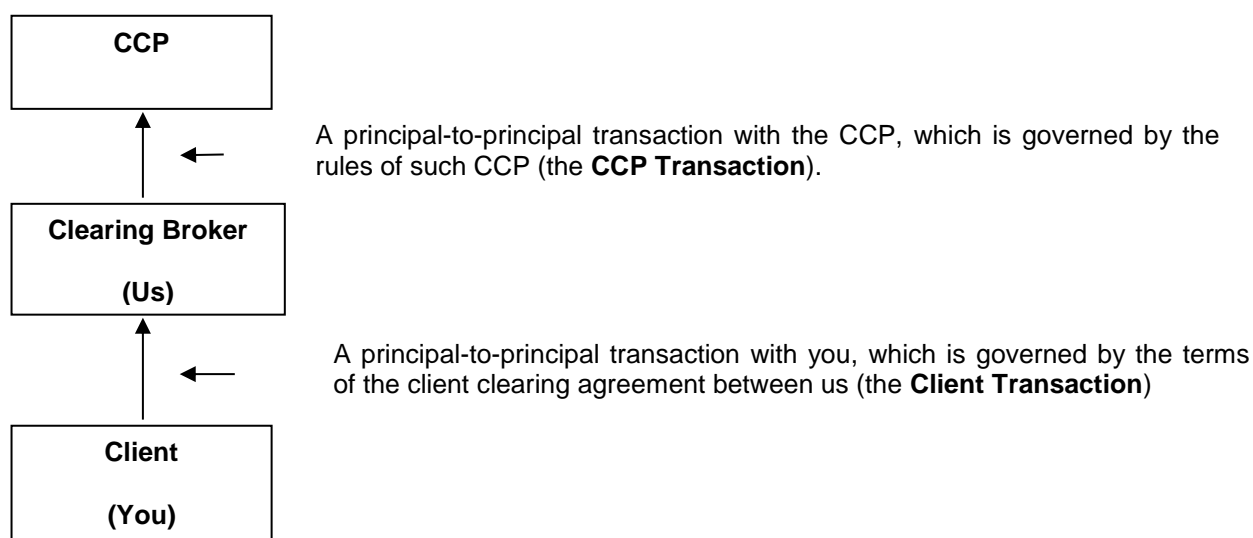 CCP
A principal-to-principal transaction with the CCP, which is governed by the
rules of such CCP (the CCP Transaction).
Clearing Broker
(Us)
A principal-to-principal transaction with you, which is governed by the terms
of the client clearing agreement between us (the Client Transaction)
Client
(You)